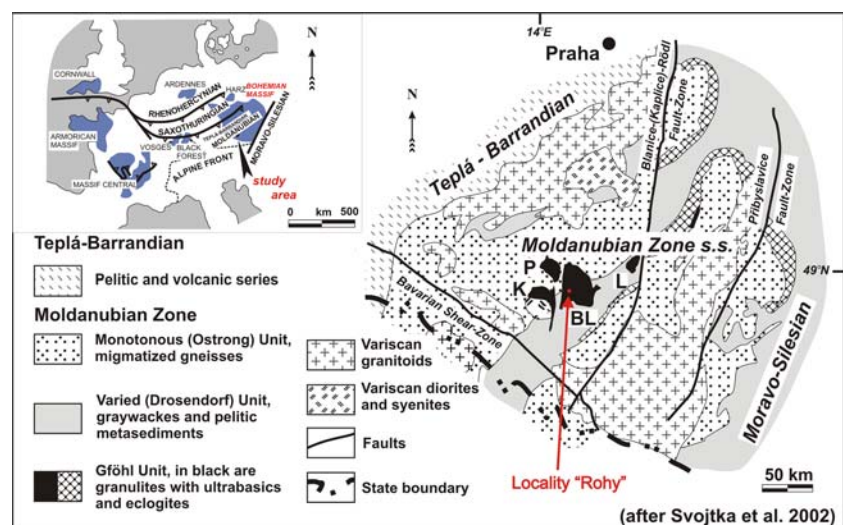 N
CORNWALL
ARDENNES
HARZ
BOHEMIAN
MASSIF
RHENOHERCYNIAN
SAXOTHURINGIAN
TEPLÁ-BARRANDIAN
MOLDANUBIAN
MORAVO-SILESIAN
ARMORICAN
MASSIF
VOSGES
BLACK
FOREST
ALPINE FRONT
MASSIF CENTRAL
study
area
0 km 500
14°E
Praha
N
Teplá - Barrandian
Blanice-(Kaplice)-Rödl
Fault-Zone
Přibyslavice
Fault-Zone
Moldanubian Zone s.s.
49°N
P
K
L
BL
Bavarian Shear-Zone
Moravo-Silesian
Locality "Rohy"
50 km
(after Svojtka et al. 2002)
Teplá-Barrandian
Pelitic and volcanic series
Moldanubian Zone
Monotonous (Ostrong) Unit,
migmatized gneisses
Varied (Drosendorf) Unit,
graywackes and pelitic
metasediments
Gföhl Unit, in black are
granulites with ultrabasics
and eclogites
Variscan
granitoids
Variscan diorites
and syenites
Faults
State boundary